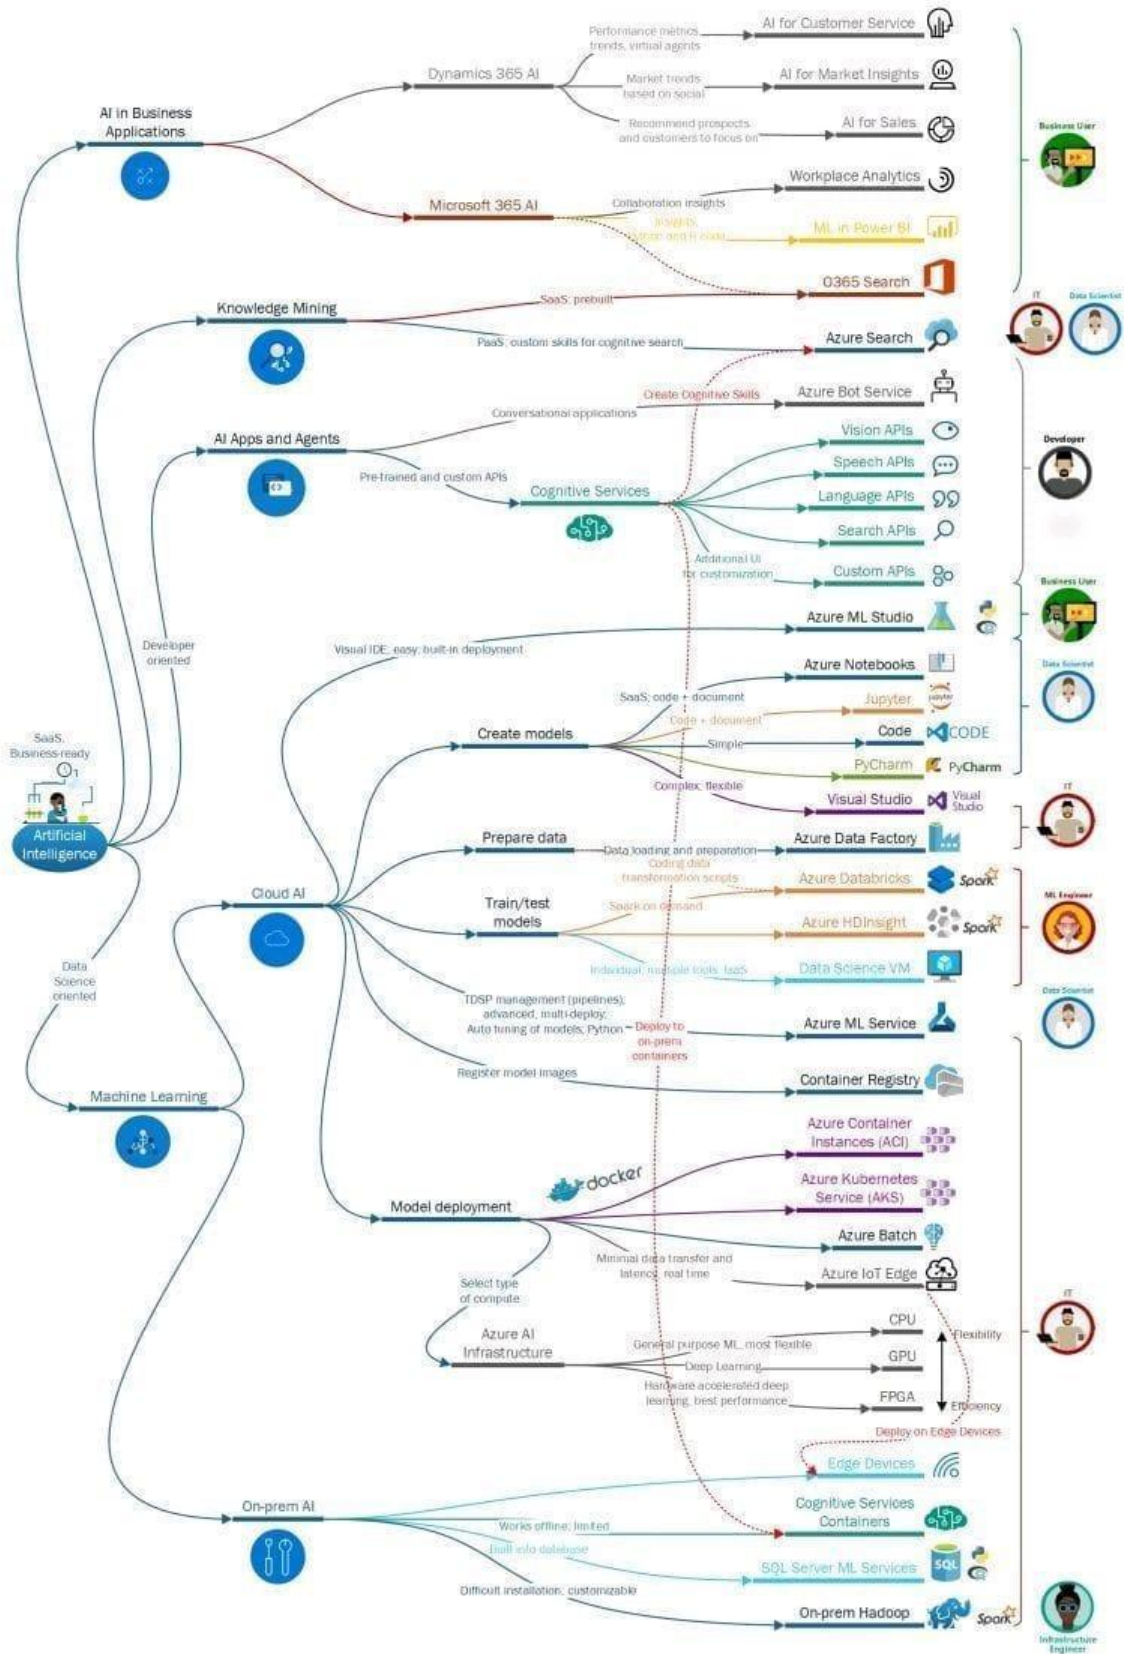 AI for Customer Service
Performance metrics,
trends, virtual agents
Dynamics 365 AI
Market trends
based on social
AI for Market Insights
Recommend prospects
and customers to focus on
AI for Sales
AI in Business
Applications
Business User
Workplace Analytics
Microsoft 365 AI
Collaboration insights
Insights,
Python and R code
ML in Power BI
O365 Search
Knowledge Mining
SaaS, prebuilt
IT
Data Scientist
PaaS, custom skills for cognitive search
Azure Search
Create Cognitive Skills
Azure Bot Service
Conversational applications
AI Apps and Agents
Vision APIs
Developer
Pre-trained and custom APIs
Speech APIs
Cognitive Services
Language APIs
Search APIs
Additional UI
for customization
Custom APIs
Business User
Azure ML Studio
Developer
oriented
Visual IDE; easy; built-in deployment
Azure Notebooks
Data Scientist
SaaS; code + document
Jupyter
jupyter
Code + document
Create models
Code
CODE
Simple
SaaS,
Business-ready
PyCharm
PyCharm
Complex, flexible
Visual Studio
Visual
Studio
IT
Artificial
Intelligence
Prepare data
Data loading and preparation
Azure Data Factory
Coding data
transformation scripts
Azure Databricks
Spark
Cloud AI
ML Engineer
Train/test
models
Spark on demand
Azure HDInsight
Spark
Individual; multiple tools; IaaS
Data Science VM
Data
Science
oriented
Data Scientist
TDSP management (pipelines);
advanced, multi-deploy;
Auto tuning of models; Python
Deploy to
on-prem
containers
Azure ML Service
Register model images
Container Registry
Machine Learning
Azure Container
Instances (ACI)
docker
Azure Kubernetes
Service (AKS)
Model deployment
Azure Batch
Minimal data transfer and
latency, real time
Azure IoT Edge
Select type
of compute
IT
CPU
Flexibility
Azure AI
Infrastructure
General purpose ML, most flexible
GPU
Deep Learning
Hardware accelerated deep
learning, best performance
FPGA
Efficiency
Deploy on Edge Devices
Edge Devices
On-prem AI
Cognitive Services
Containers
Works offline; limited
Built into database
SQL Server ML Services
SQL
Difficult installation; customizable
On-prem Hadoop
Spark
Infrastructure
Engineer